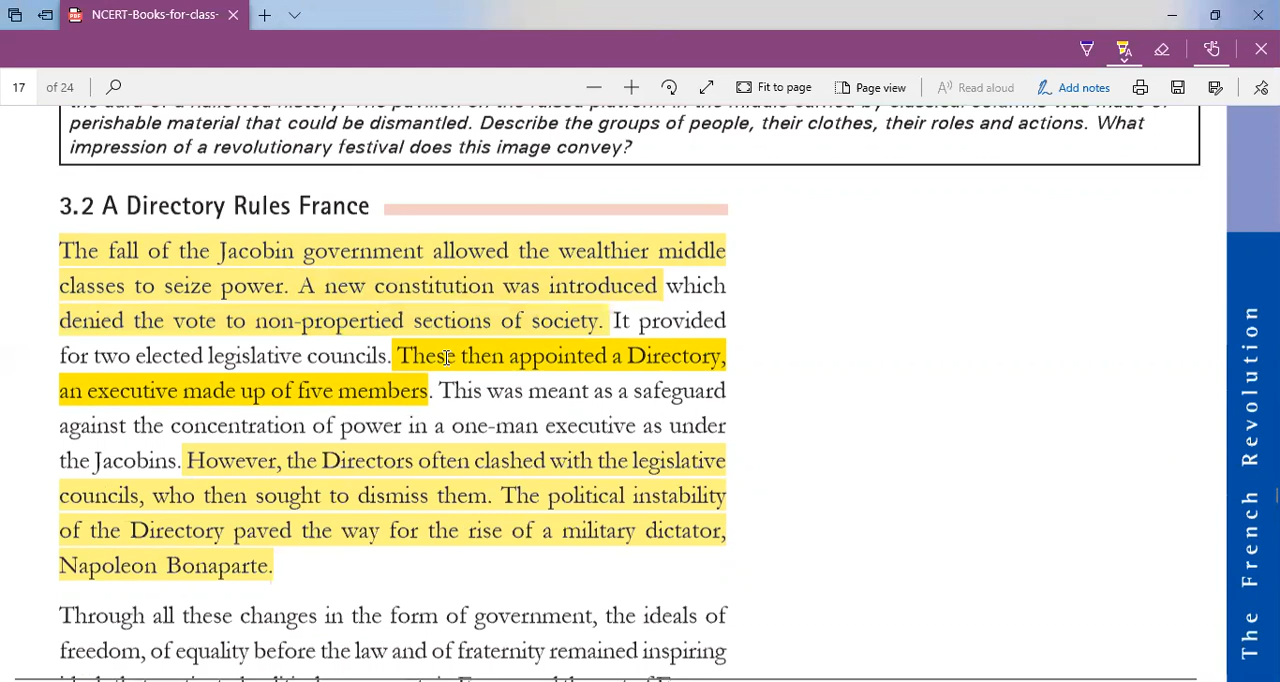 NCERT-Books-for-class-
17 of 24
Fit to page
Page view
Read aloud
Add notes
perishable material that could be dismantled. Describe the groups of people, their clothes, their roles and actions. What
impression of a revolutionary festival does this image convey?
3.2 A Directory Rules France
The fall of the Jacobin government allowed the wealthier middle
classes to seize power. A new constitution was introduced which
denied the vote to non-propertied sections of society. It provided
for two elected legislative councils. These then appointed a Directory,
an executive made up of five members. This was meant as a safeguard
against the concentration of power in a one-man executive as under
the Jacobins. However, the Directors often clashed with the legislative
councils, who then sought to dismiss them. The political instability
of the Directory paved the way for the rise of a military dictator,
Napoleon Bonaparte.
Through all these changes in the form of government, the ideals of
freedom, of equality before the law and of fraternity remained inspiring
The French Revolution